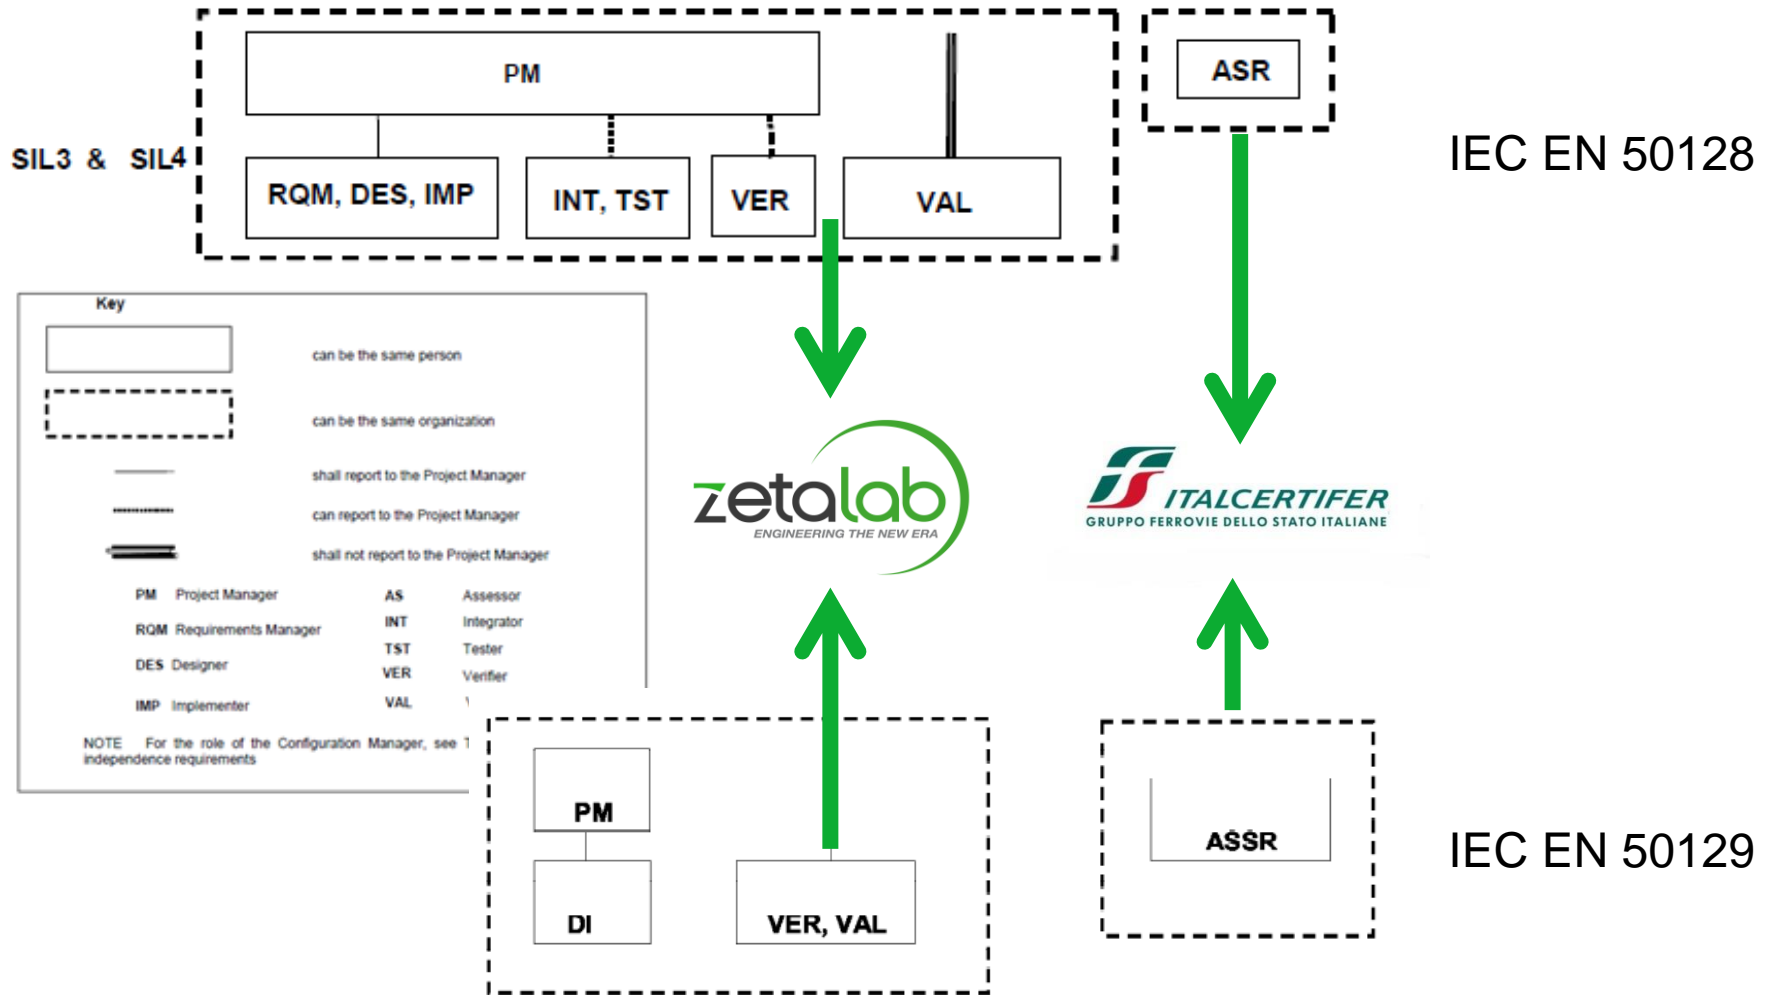 PM
ASR
SIL3 & SIL4
IEC EN 50128
RQM, DES, IMP
INT, TST
VER
VAL
Key
can be the same person
can be the same organization
shall report to the Project Manager
can report to the Project Manager
shall not report to the Project Manager
PM Project Manager
AS Assessor
RQM Requirements Manager
INT Integrator
TST Tester
DES Designer
VER Verifier
IMP Implementer
VAL
NOTE For the role of the Configuration Manager, see
independence requirements
zetalab
ENGINEERING THE NEW ERA
ITALCERTIFER
GRUPPO FERROVIE DELLO STATO ITALIANE
PM
DI
VER, VAL
ASSR
IEC EN 50129